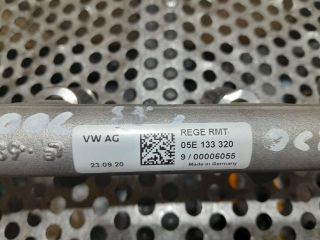 VW AG
23.09.20
REGE RMT
05E 133 320
9 / 00006055
Made in Germany